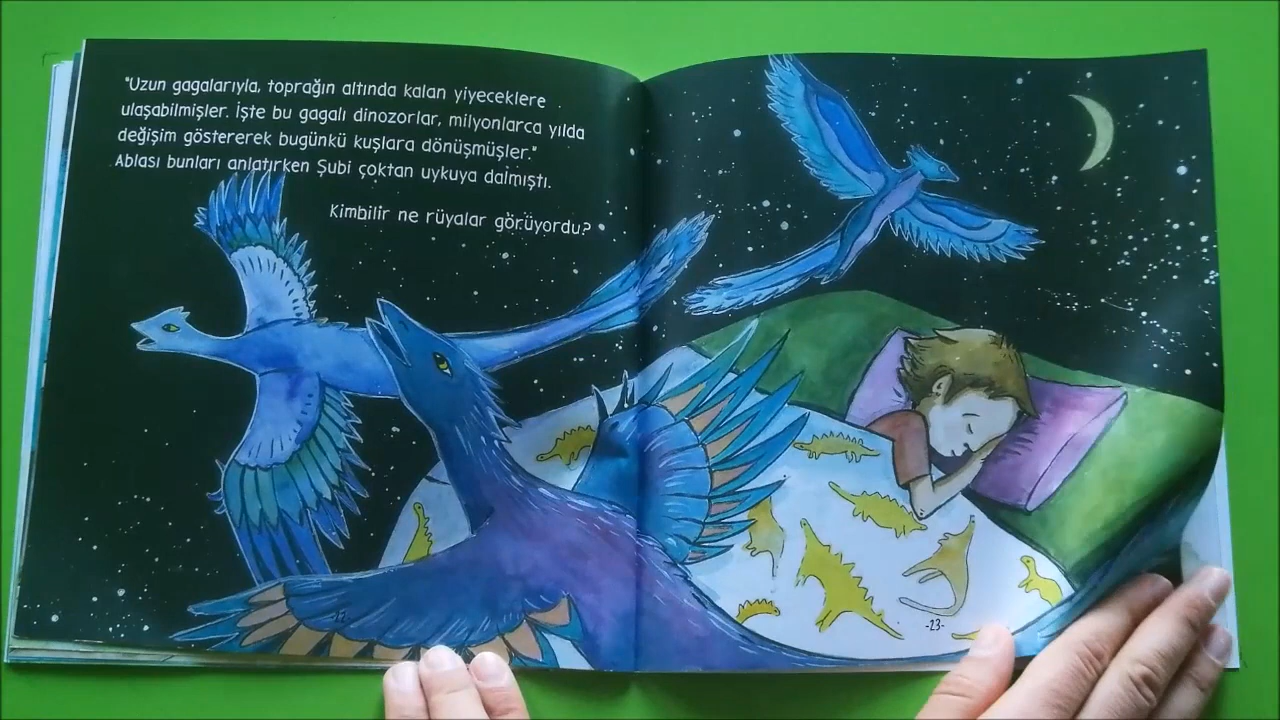 "Uzun gagalarıyla, toprağın altında kalan yiyeceklere
ulaşabilmişler. İşte bu gagalı dinozorlar, milyonlarca yılda
değişim göstererek bugünkü kuşlara dönüşmüşler."
Ablası bunları anlatırken Şubi çoktan uykuya dalmıştı.
Kimbilir ne rüyalar görüyordu?
-23-